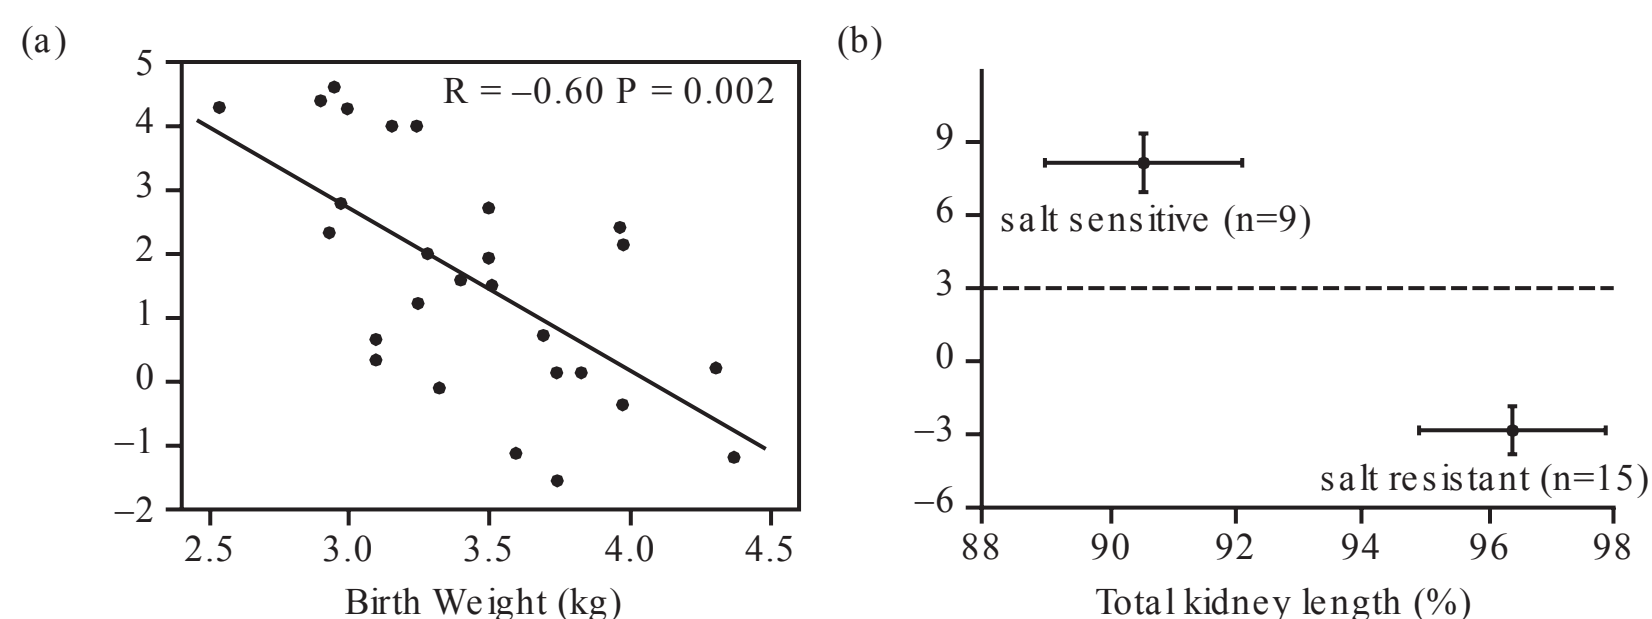 (a)
R = –0.60 P = 0.002
5
4
3
2
1
0
–1
–2
2.5 3.0 3.5 4.0 4.5
Birth Weight (kg)
(b)
9
6
3
0
–3
–6
salt sensitive (n=9)
salt resistant (n=15)
88 90 92 94 96 98
Total kidney length (%)